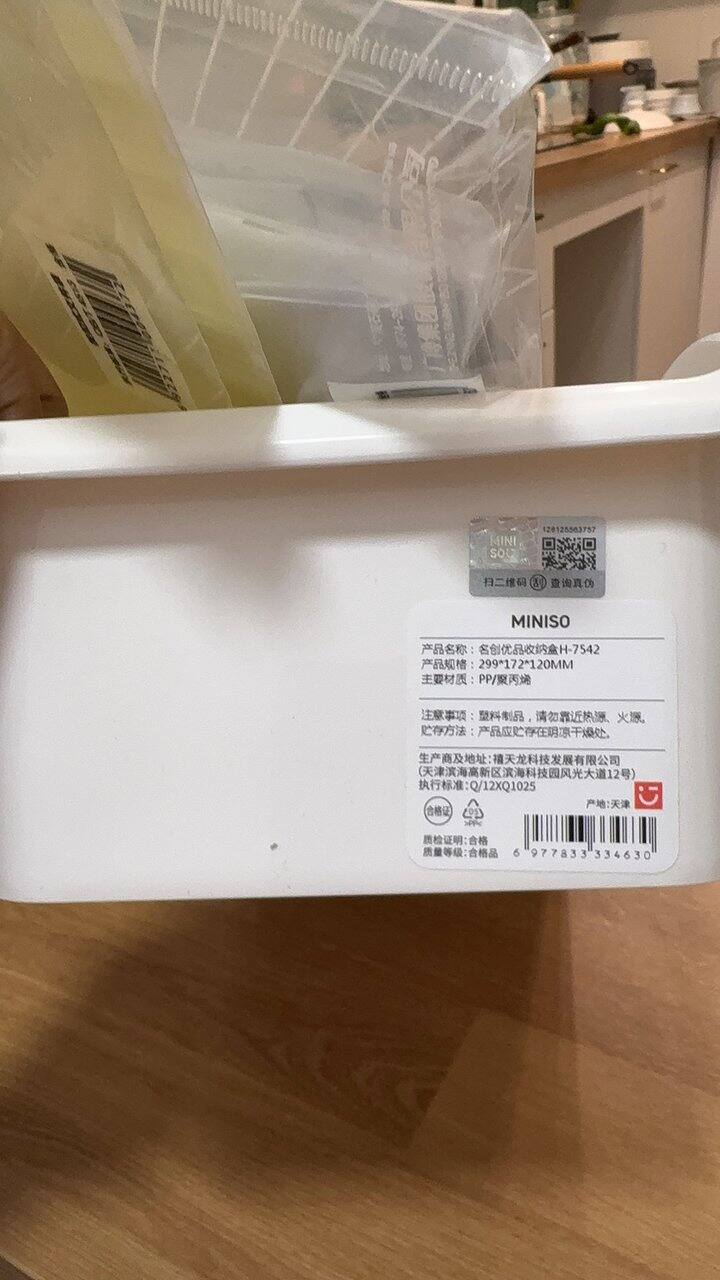 MINI
SO
128125563757
扫二维码 刮 查询真伪
MINISO
产品名称：名创优品收纳盒H-7542
产品规格：299*172*120MM
主要材质：PP/聚丙烯
注意事项：塑料制品，请勿靠近热源、火源。
贮存方法：产品应贮存在阴凉干燥处。
生产商及地址：禧天龙科技发展有限公司
(天津滨海高新区滨海科技园风光大道12号)
执行标准：Q/12XQ1025
产地：天津
合格证
05
>PP<
质检证明：合格
质量等级：合格品
6 977833 334630